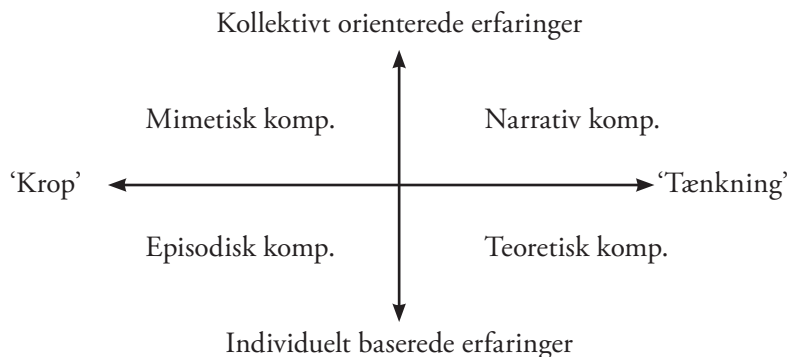 Kollektivt orienterede erfaringer
Mimetisk komp. Narrativ komp.
‘Krop’ ‘Tænkning’
Episodisk komp. Teoretisk komp.
Individuelt baserede erfaringer